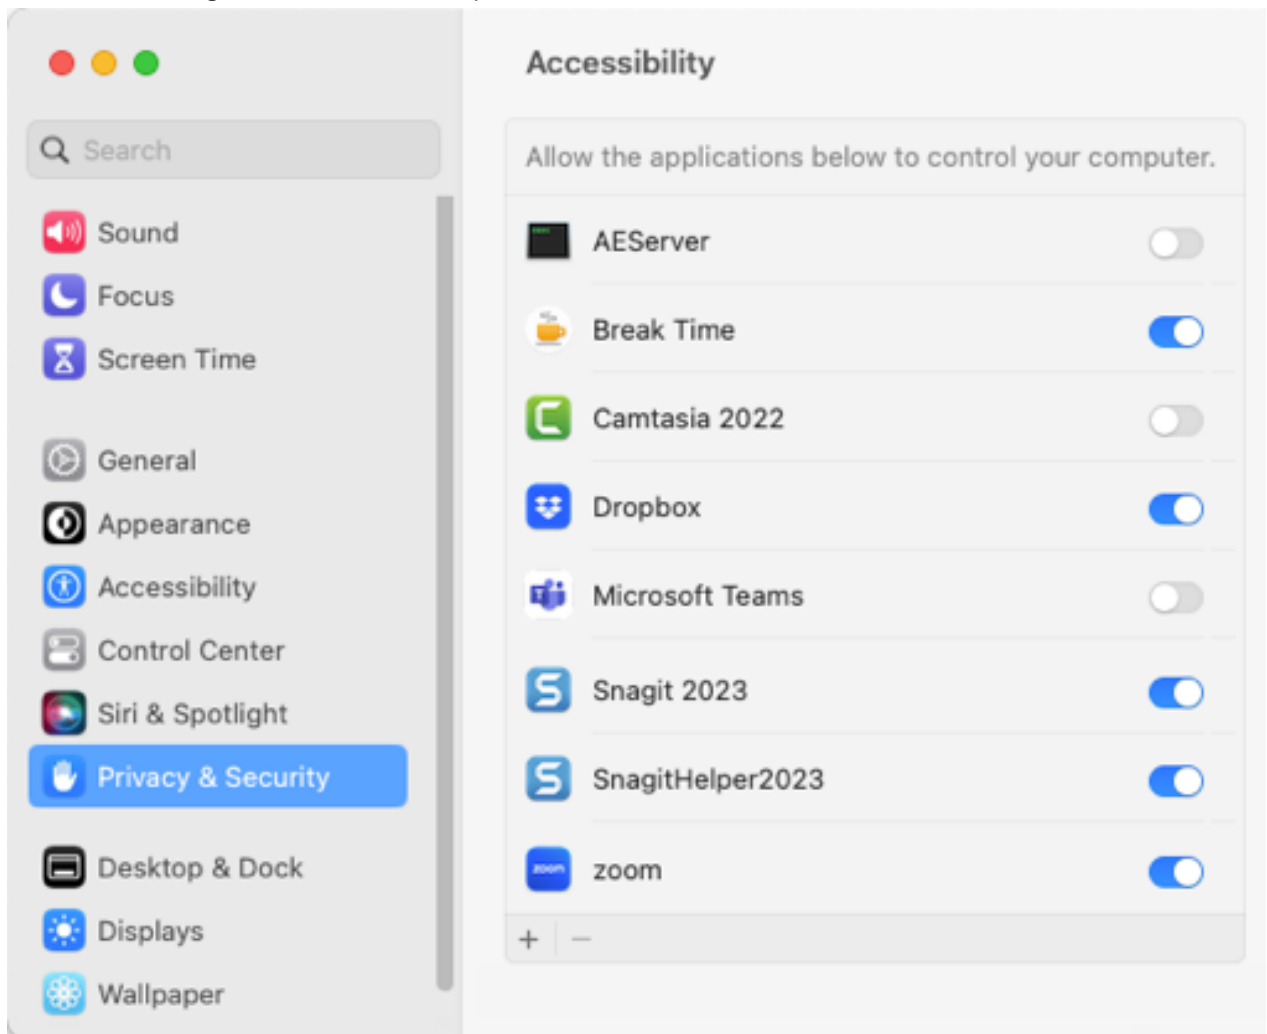 Accessibility
Search
Allow the applications below to control your computer.
Sound
Focus
Screen Time
General
Appearance
Accessibility
Control Center
Siri & Spotlight
Privacy & Security
Desktop & Dock
Displays
Wallpaper
AEServer
Break Time
Camtasia 2022
Dropbox
Microsoft Teams
Snagit 2023
SnagitHelper2023
zoom
zoom
+ −